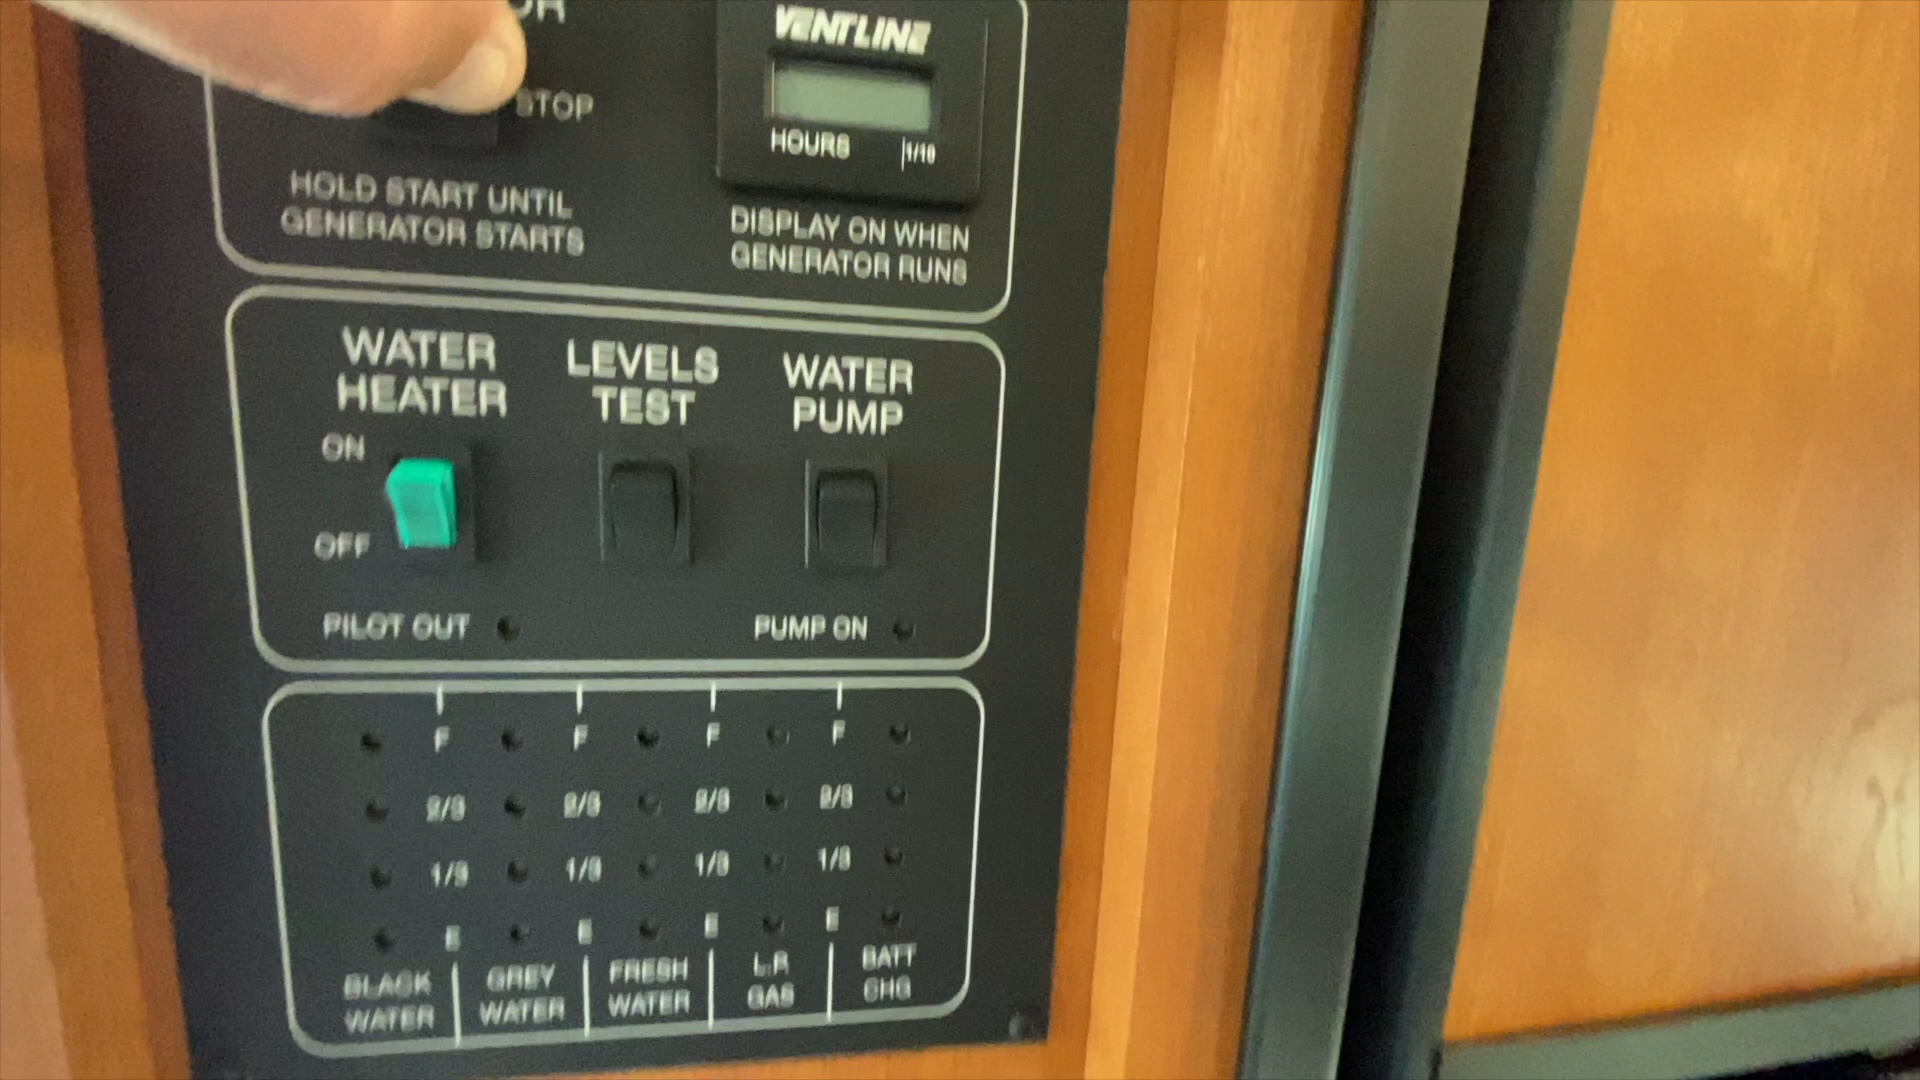 VENTLINE
STOP
HOURS 1/10
HOLD START UNTIL
GENERATOR STARTS
DISPLAY ON WHEN
GENERATOR RUNS
WATER
HEATER
LEVELS
TEST
WATER
PUMP
ON
OFF
PILOT OUT
PUMP ON
F F F F
2/3 2/3 2/3 2/3
1/3 1/3 1/3 1/3
E E E E
BLACK
WATER
GREY
WATER
FRESH
WATER
L.P.
GAS
BATT
CHG